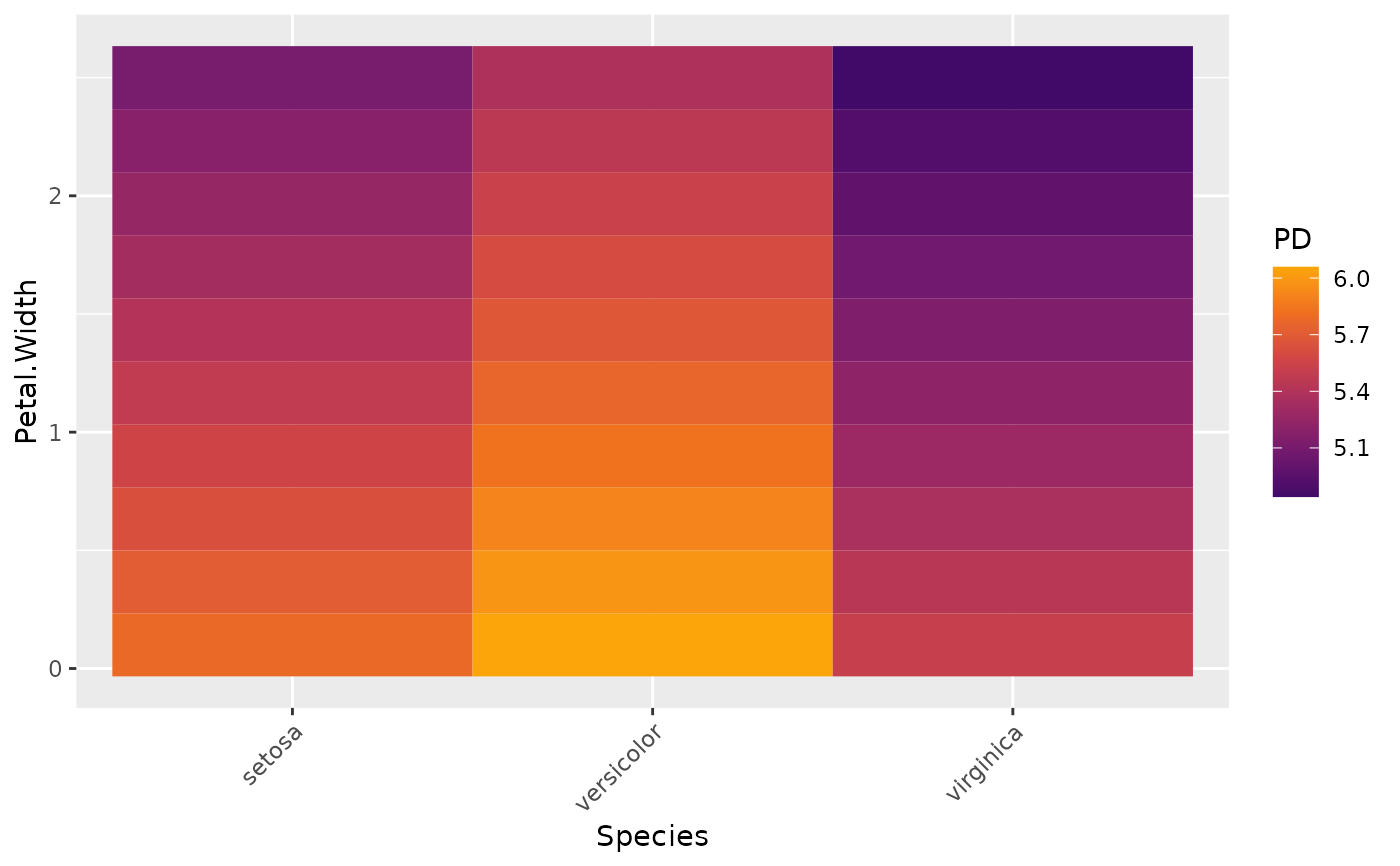 Petal.Width
2
1
0
setosa
versicolor
virginica
Species
PD
6.0
5.7
5.4
5.1